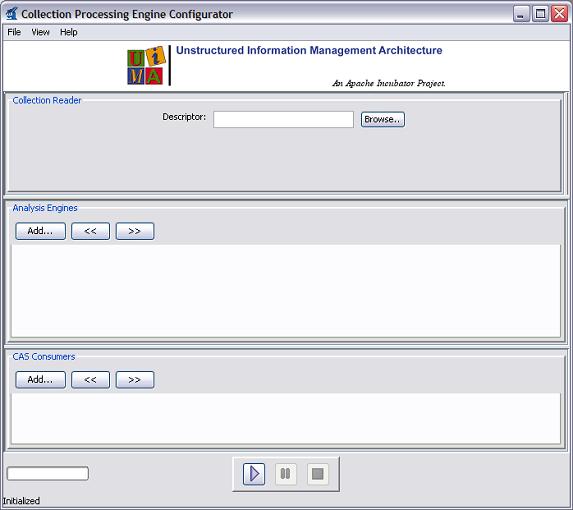 Collection Processing Engine Configurator
File View Help
UiMA
Unstructured Information Management Architecture
An Apache Incubator Project.
Collection Reader
Descriptor: Browse..
Analysis Engines
Add... << >>
CAS Consumers
Add... << >>
Initialized